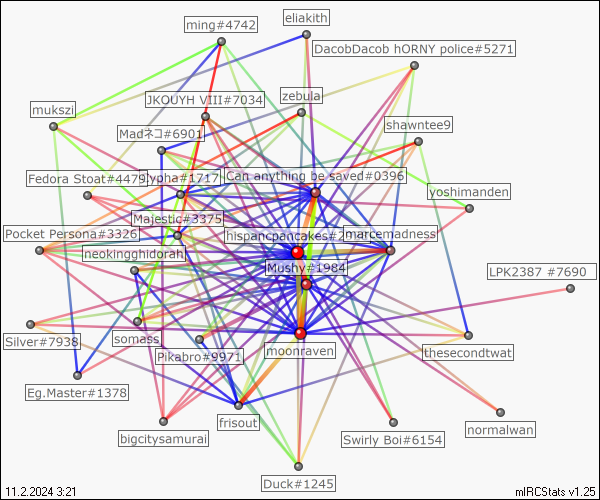 ming#4742
eliakith
DacobDacob hORNY police#5271
JKOUYH VIII#7034
zebula
mukszi
Madネコ#6901
shawntee9
Fedora Stoat#4479
ypha#1717
Can anything be saved#0396
yoshimanden
Majestic#3375
Pocket Persona#3326
hispancpancakes#2
marcemadness
neokingghidorah
Mushy#1984
LPK2387 #7690
Silver#7938
somass
Pikabro#9971
moonraven
thesecondtwat
Eg.Master#1378
frisout
bigcitysamurai
Swirly Boi#6154
normalwan
Duck#1245
11.2.2024 3:21
mIRCStats v1.25